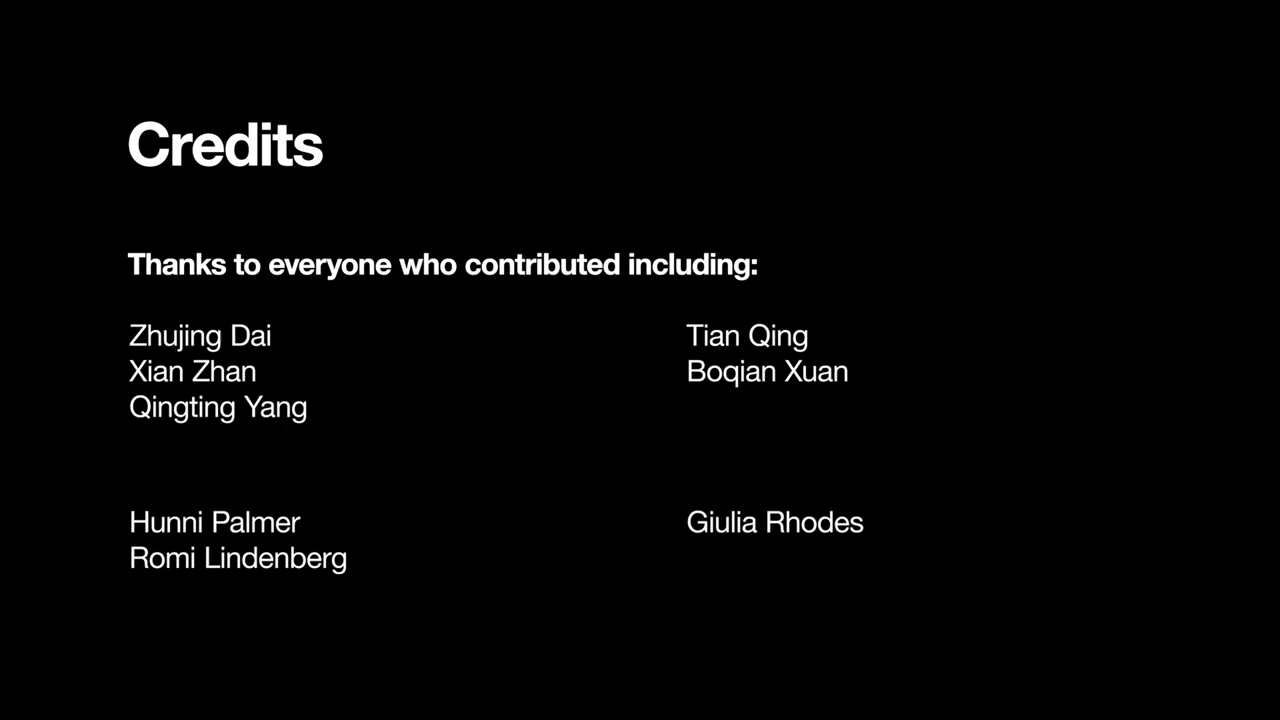 Credits
Thanks to everyone who contributed including:
Zhujing Dai
Xian Zhan
Qingting Yang
Tian Qing
Boqian Xuan
Hunni Palmer
Romi Lindenberg
Giulia Rhodes